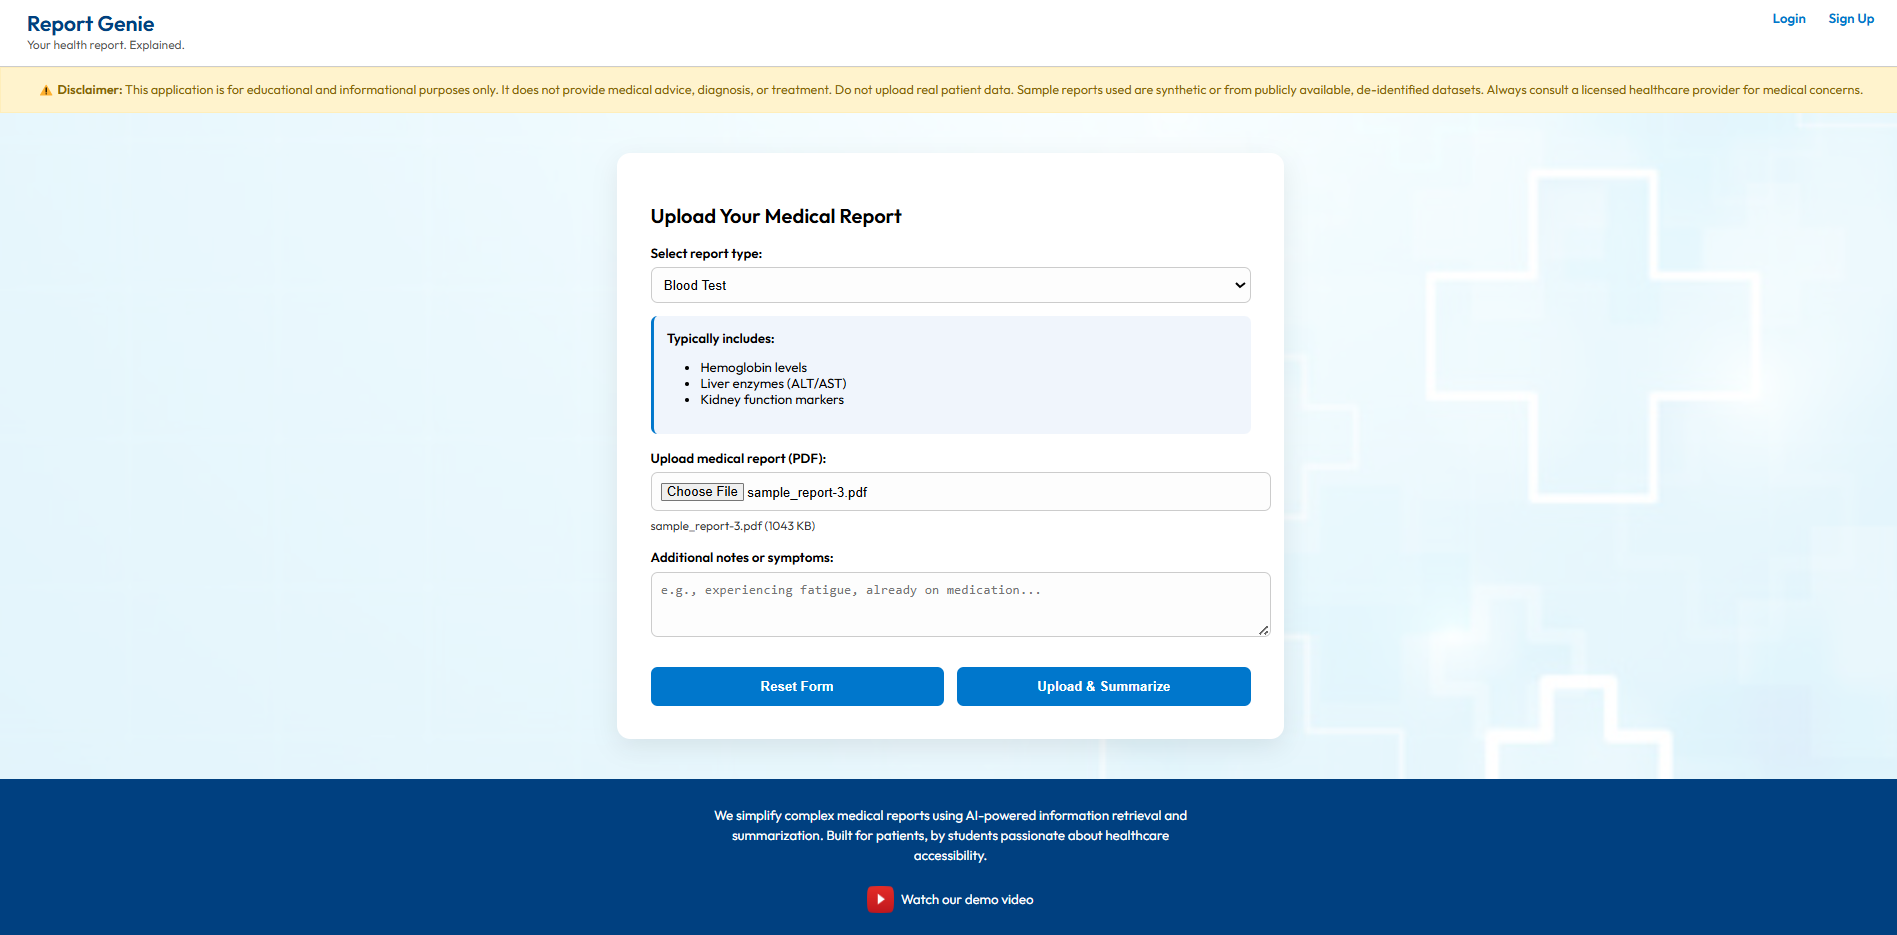 Report Genie
Your health report. Explained.
Login
Sign Up
⚠ Disclaimer: This application is for educational and informational purposes only. It does not provide medical advice, diagnosis, or treatment. Do not upload real patient data. Sample reports used are synthetic or from publicly available, de-identified datasets. Always consult a licensed healthcare provider for medical concerns.
Upload Your Medical Report
Select report type:
Blood Test
Typically includes:
• Hemoglobin levels
• Liver enzymes (ALT/AST)
• Kidney function markers
Upload medical report (PDF):
Choose File sample_report-3.pdf
sample_report-3.pdf (1043 KB)
Additional notes or symptoms:
e.g., experiencing fatigue, already on medication...
Reset Form
Upload & Summarize
We simplify complex medical reports using AI-powered information retrieval and
summarization. Built for patients, by students passionate about healthcare
accessibility.
Watch our demo video